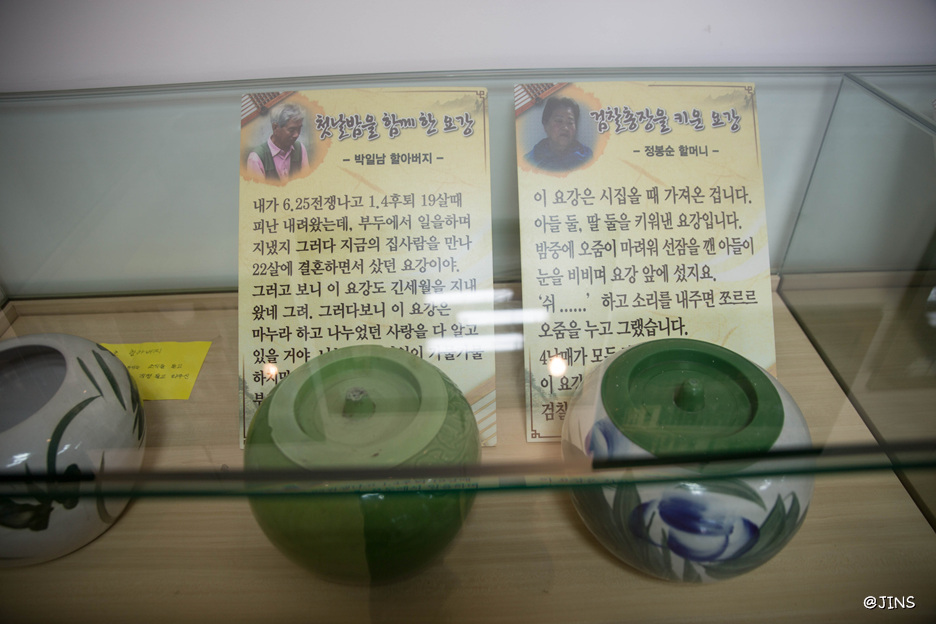 첫날밤을 함께 한 요강
- 박일남 할아버지 -
내가 6.25전쟁나고 1.4후퇴 19살때
피난 내려왔는데, 부두에서 일을하며
지냈지 그러다 지금의 집사람을 만나
22살에 결혼하면서 샀던 요강이야.
그러고 보니 이 요강도 긴세월을 지내
왔네 그려. 그러다보니 이 요강은
마누라 하고 나누었던 사랑을 다 알고
있을 거야
하지만
검찰총장을 키운 요강
- 정봉순 할머니 -
이 요강은 시집올 때 가져온 겁니다.
아들 둘, 딸 둘을 키워낸 요강입니다.
밤중에 오줌이 마려워 선잠을 깬 아들이
눈을 비비며 요강 앞에 섰지요.
'쉬 ......' 하고 소리를 내주면 쪼르르
오줌을 누고 그랬습니다.
4남매가 모두
이 요강
검찰
@JINS